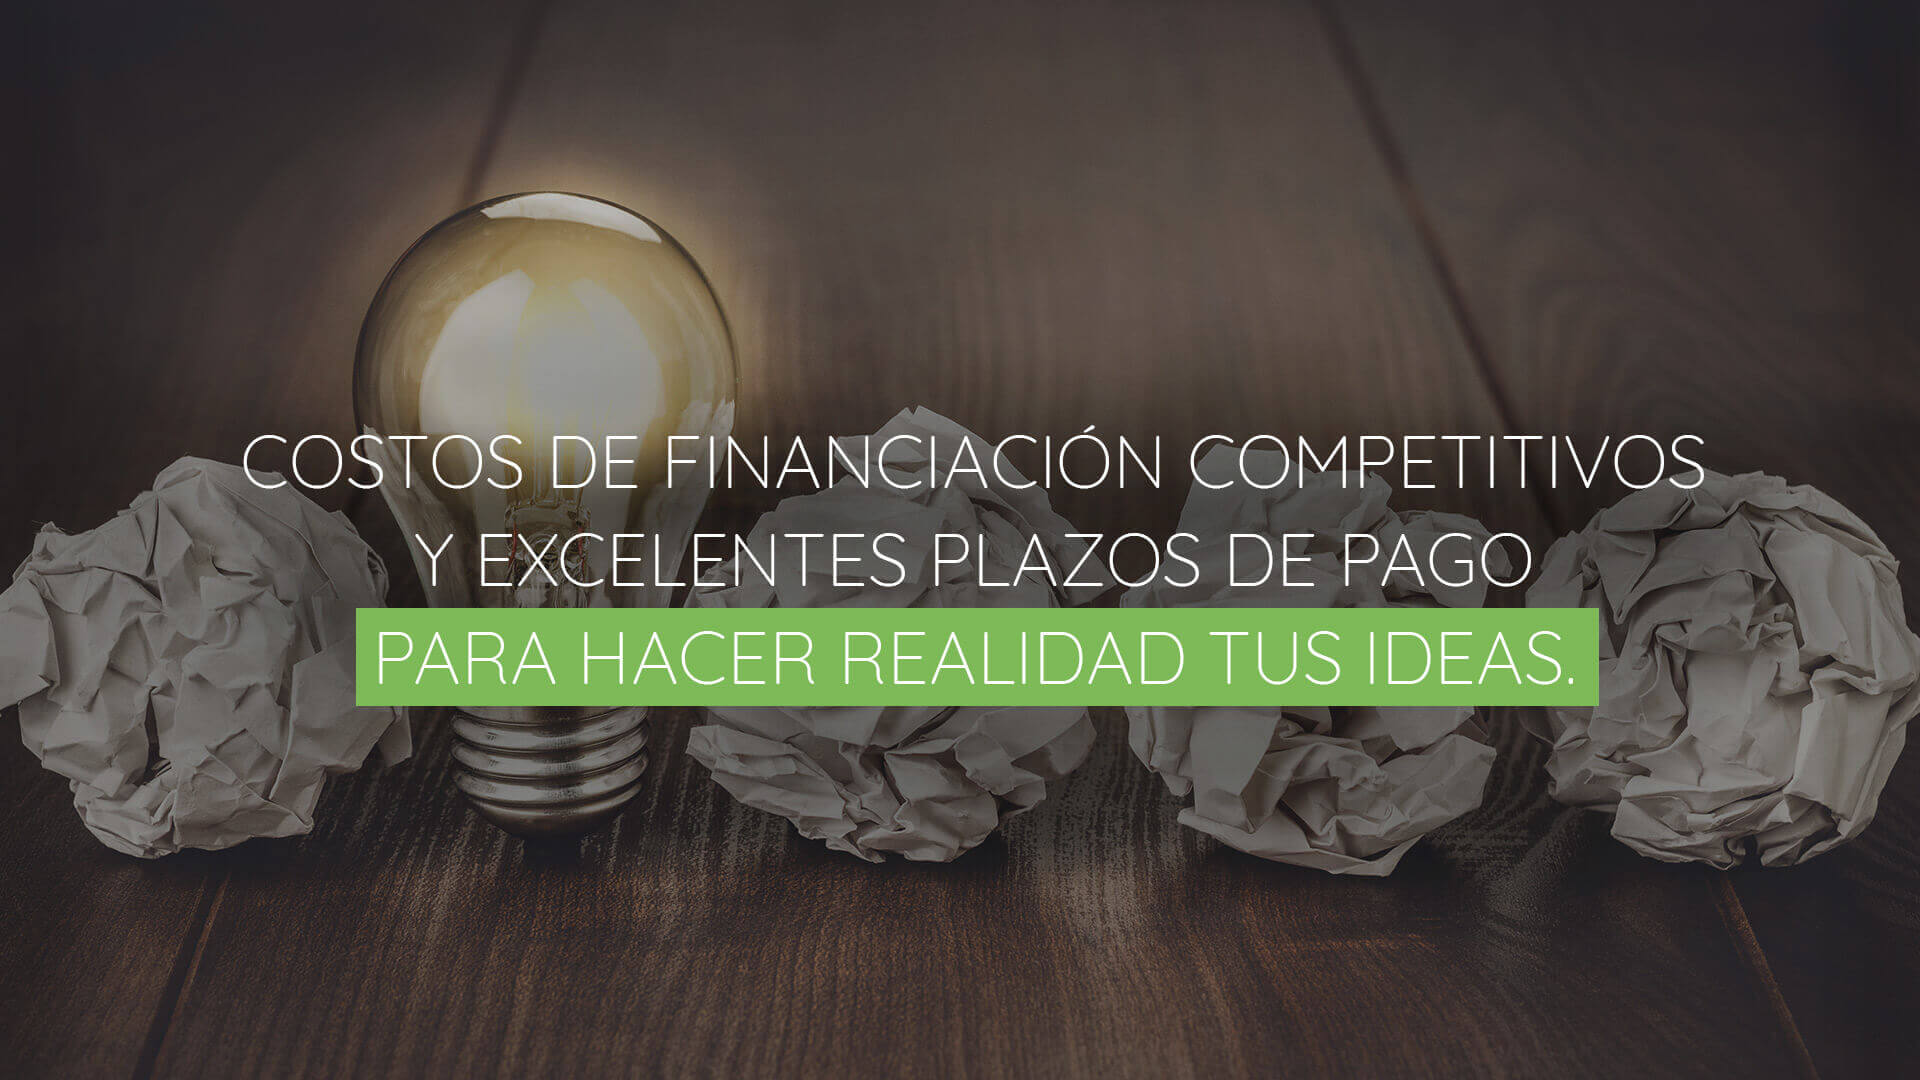 COSTOS DE FINANCIACIÓN COMPETITIVOS
Y EXCELENTES PLAZOS DE PAGO
PARA HACER REALIDAD TUS IDEAS.